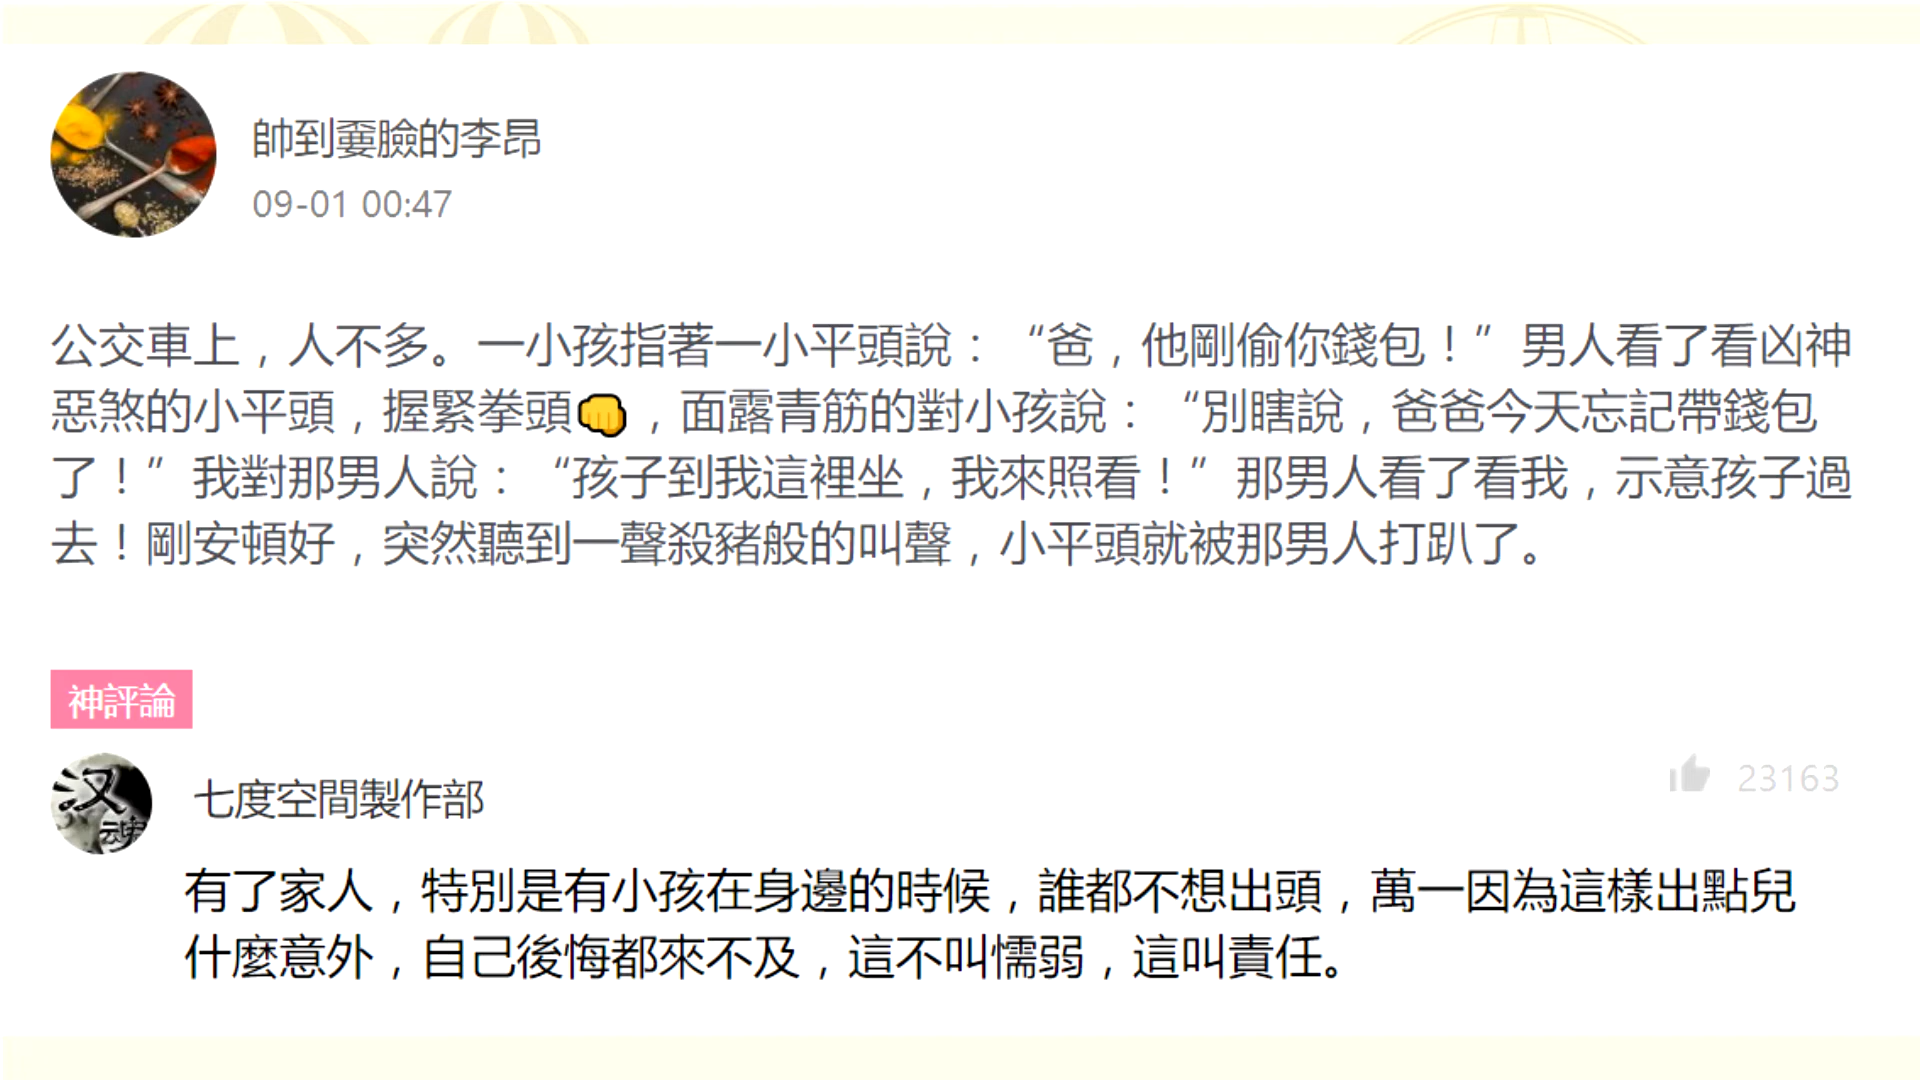 帥到嫑臉的李昂
09-01 00:47
公交車上，人不多。一小孩指著一小平頭說：“爸，他剛偷你錢包！”男人看了看凶神
惡煞的小平頭，握緊拳頭👊，面露青筋的對小孩說：“別瞎說，爸爸今天忘記帶錢包
了！”我對那男人說：“孩子到我這裡坐，我來照看！”那男人看了看我，示意孩子過
去！剛安頓好，突然聽到一聲殺豬般的叫聲，小平頭就被那男人打趴了。
神評論
汉
魂
七度空間製作部
23163
有了家人，特別是有小孩在身邊的時候，誰都不想出頭，萬一因為這樣出點兒
什麼意外，自己後悔都來不及，這不叫懦弱，這叫責任。